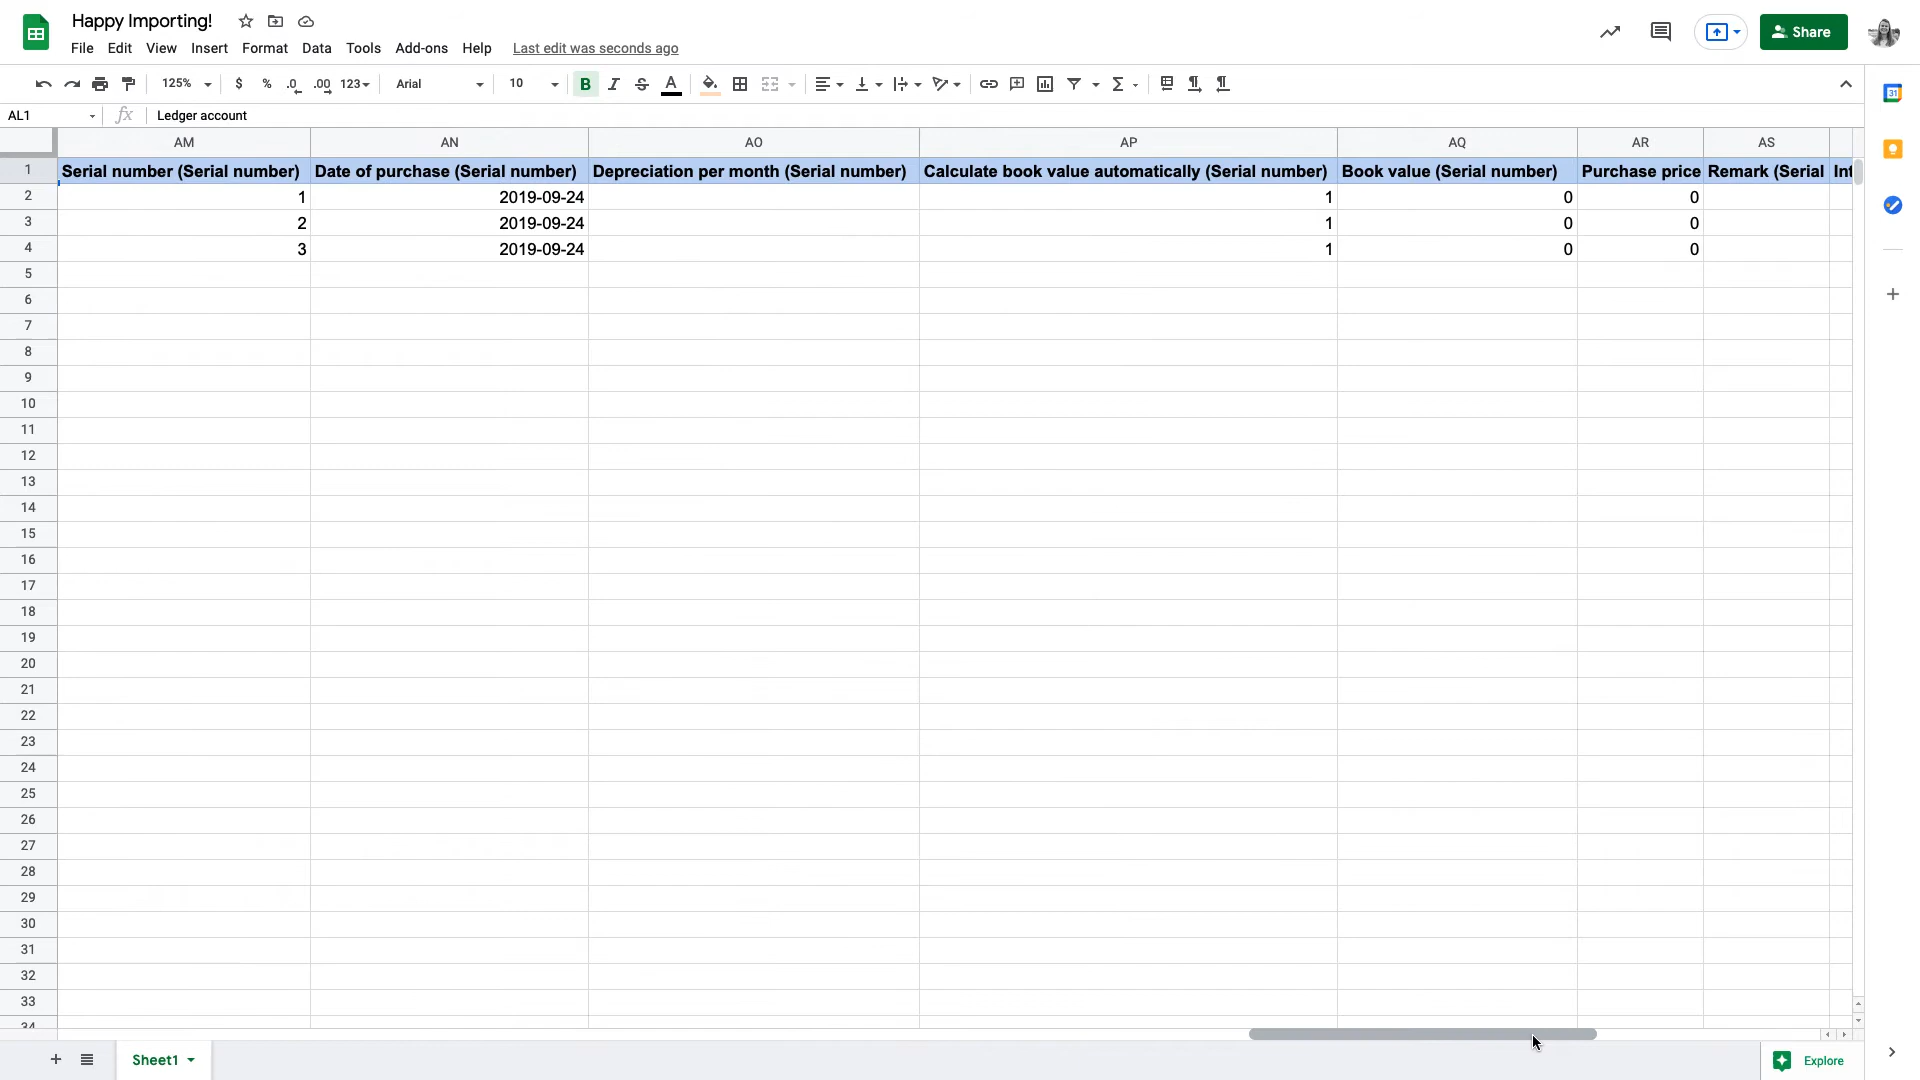 Happy Importing!
File Edit View Insert Format Data Tools Add-ons Help Last edit was seconds ago
Share
125% $ % .0 .00 123 Arial 10 B I S A
31
AL1 fx Ledger account
AM AN AO AP AQ AR AS
1 Serial number (Serial number) Date of purchase (Serial number) Depreciation per month (Serial number) Calculate book value automatically (Serial number) Book value (Serial number) Purchase price Remark (Serial Int
2 1 2019-09-24 1 0 0
3 2 2019-09-24 1 0 0
4 3 2019-09-24 1 0 0
5
6
7
8
9
10
11
12
13
14
15
16
17
18
19
20
21
22
23
24
25
26
27
28
29
30
31
32
33
34
Sheet1
Explore